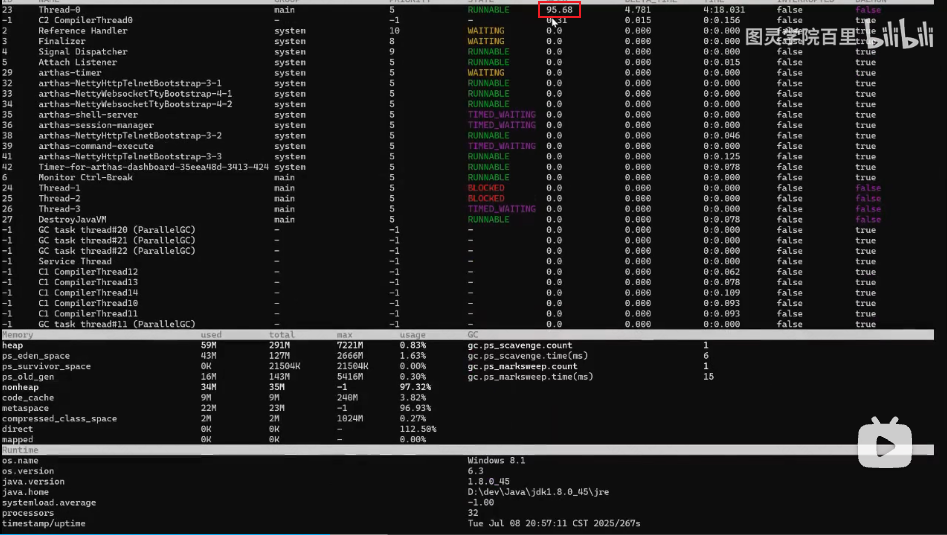 23 Thread-0 main 5 RUNNABLE 95.68 4.781 4:18.031 false false
-1 C2 CompilerThread0 - -1 - 0.015 0:0.156 false true
2 Reference Handler system 10 WAITING 0.0
3 Finalizer system 8 WAITING 0.0
4 Signal Dispatcher system 9 RUNNABLE 0.0
图灵学院百里 bilibili
5 Attach Listener system 5 RUNNABLE 0.0 0.000 0:0.015 false true
29 arthas-timer system 5 WAITING 0.0 0.000 0:0.000 false true
32 arthas-NettyHttpTelnetBootstrap-3-1 system 5 RUNNABLE 0.0 0.000 0:0.000 false true
33 arthas-NettyWebsocketTtyBootstrap-4-1 system 5 RUNNABLE 0.0 0.000 0:0.000 false true
34 arthas-NettyWebsocketTtyBootstrap-4-2 system 5 RUNNABLE 0.0 0.000 0:0.000 false true
35 arthas-shell-server system 5 TIMED_WAITING 0.0 0.000 0:0.000 false true
36 arthas-session-manager system 5 TIMED_WAITING 0.0 0.000 0:0.000 false true
38 arthas-NettyHttpTelnetBootstrap-3-2 system 5 RUNNABLE 0.0 0.000 0:0.046 false true
39 arthas-command-execute system 5 TIMED_WAITING 0.0 0.000 0:0.000 false true
41 arthas-NettyHttpTelnetBootstrap-3-3 system 5 RUNNABLE 0.0 0.000 0:0.125 false true
42 Timer-for-arthas-dashboard-35eea48d-3413-424 system 5 RUNNABLE 0.0 0.000 0:0.078 false true
6 Monitor Ctrl-Break main 5 RUNNABLE 0.0 0.000 0:0.000 false true
24 Thread-1 main 5 BLOCKED 0.0 0.000 0:0.000 false false
25 Thread-2 main 5 BLOCKED 0.0 0.000 0:0.000 false false
26 Thread-3 main 5 TIMED_WAITING 0.0 0.000 0:0.000 false false
27 DestroyJavaVM main 5 RUNNABLE 0.0 0.000 0:0.078 false false
-1 GC task thread#20 (ParallelGC) - -1 - 0.0 0.000 0:0.000 false true
-1 GC task thread#21 (ParallelGC) - -1 - 0.0 0.000 0:0.000 false true
-1 GC task thread#22 (ParallelGC) - -1 - 0.0 0.000 0:0.000 false true
-1 Service Thread - -1 - 0.0 0.000 0:0.000 false true
-1 C1 CompilerThread12 - -1 - 0.0 0.000 0:0.062 false true
-1 C1 CompilerThread13 - -1 - 0.0 0.000 0:0.078 false true
-1 C1 CompilerThread14 - -1 - 0.0 0.000 0:0.109 false true
-1 C1 CompilerThread10 - -1 - 0.0 0.000 0:0.093 false true
-1 C1 CompilerThread11 - -1 - 0.0 0.000 0:0.093 false true
-1 GC task thread#11 (ParallelGC) - -1 - 0.0 0.000 0:0.000 false true
Memory used total max usage GC
heap 59M 291M 7221M 0.83% gc.ps_scavenge.count 1
ps_eden_space 43M 127M 2666M 1.63% gc.ps_scavenge.time(ms) 6
ps_survivor_space 0K 21504K 21504K 0.00% gc.ps_marksweep.count 1
ps_old_gen 16M 143M 5416M 0.30% gc.ps_marksweep.time(ms) 15
nonheap 34M 35M -1 97.32%
code_cache 9M 9M 240M 3.82%
metaspace 22M 23M -1 96.93%
compressed_class_space 2M 2M 1024M 0.27%
direct 0K 0K - 112.50%
mapped 0K 0K - 0.00%
Runtime
os.name Windows 8.1
os.version 6.3
java.version 1.8.0_45
java.home D:\dev\Java\jdk1.8.0_45\jre
systemload.average -1.00
processors 32
timestamp/uptime Tue Jul 08 20:57:11 CST 2025/267s